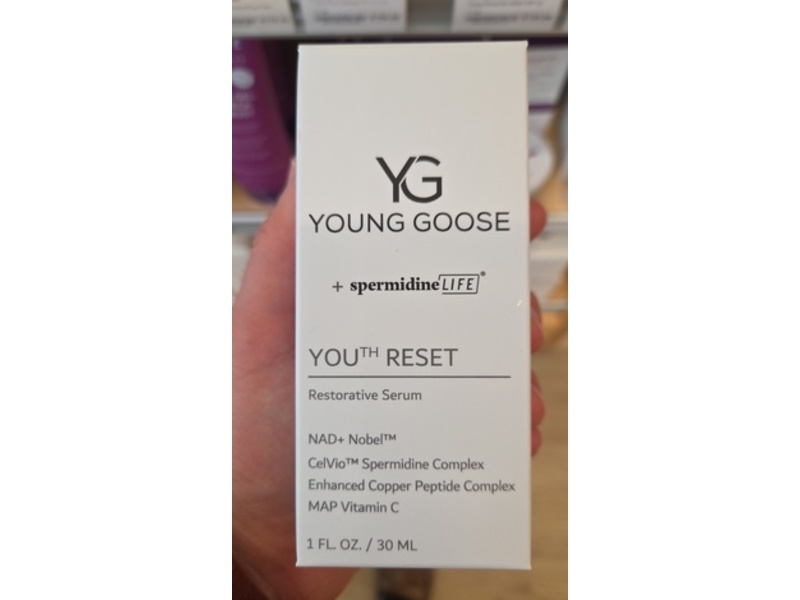 YG
YOUNG GOOSE
+ spermidineLIFE®
YOUTH RESET
Restorative Serum
NAD+ Nobel™
CelVio™ Spermidine Complex
Enhanced Copper Peptide Complex
MAP Vitamin C
1 FL. OZ. / 30 ML